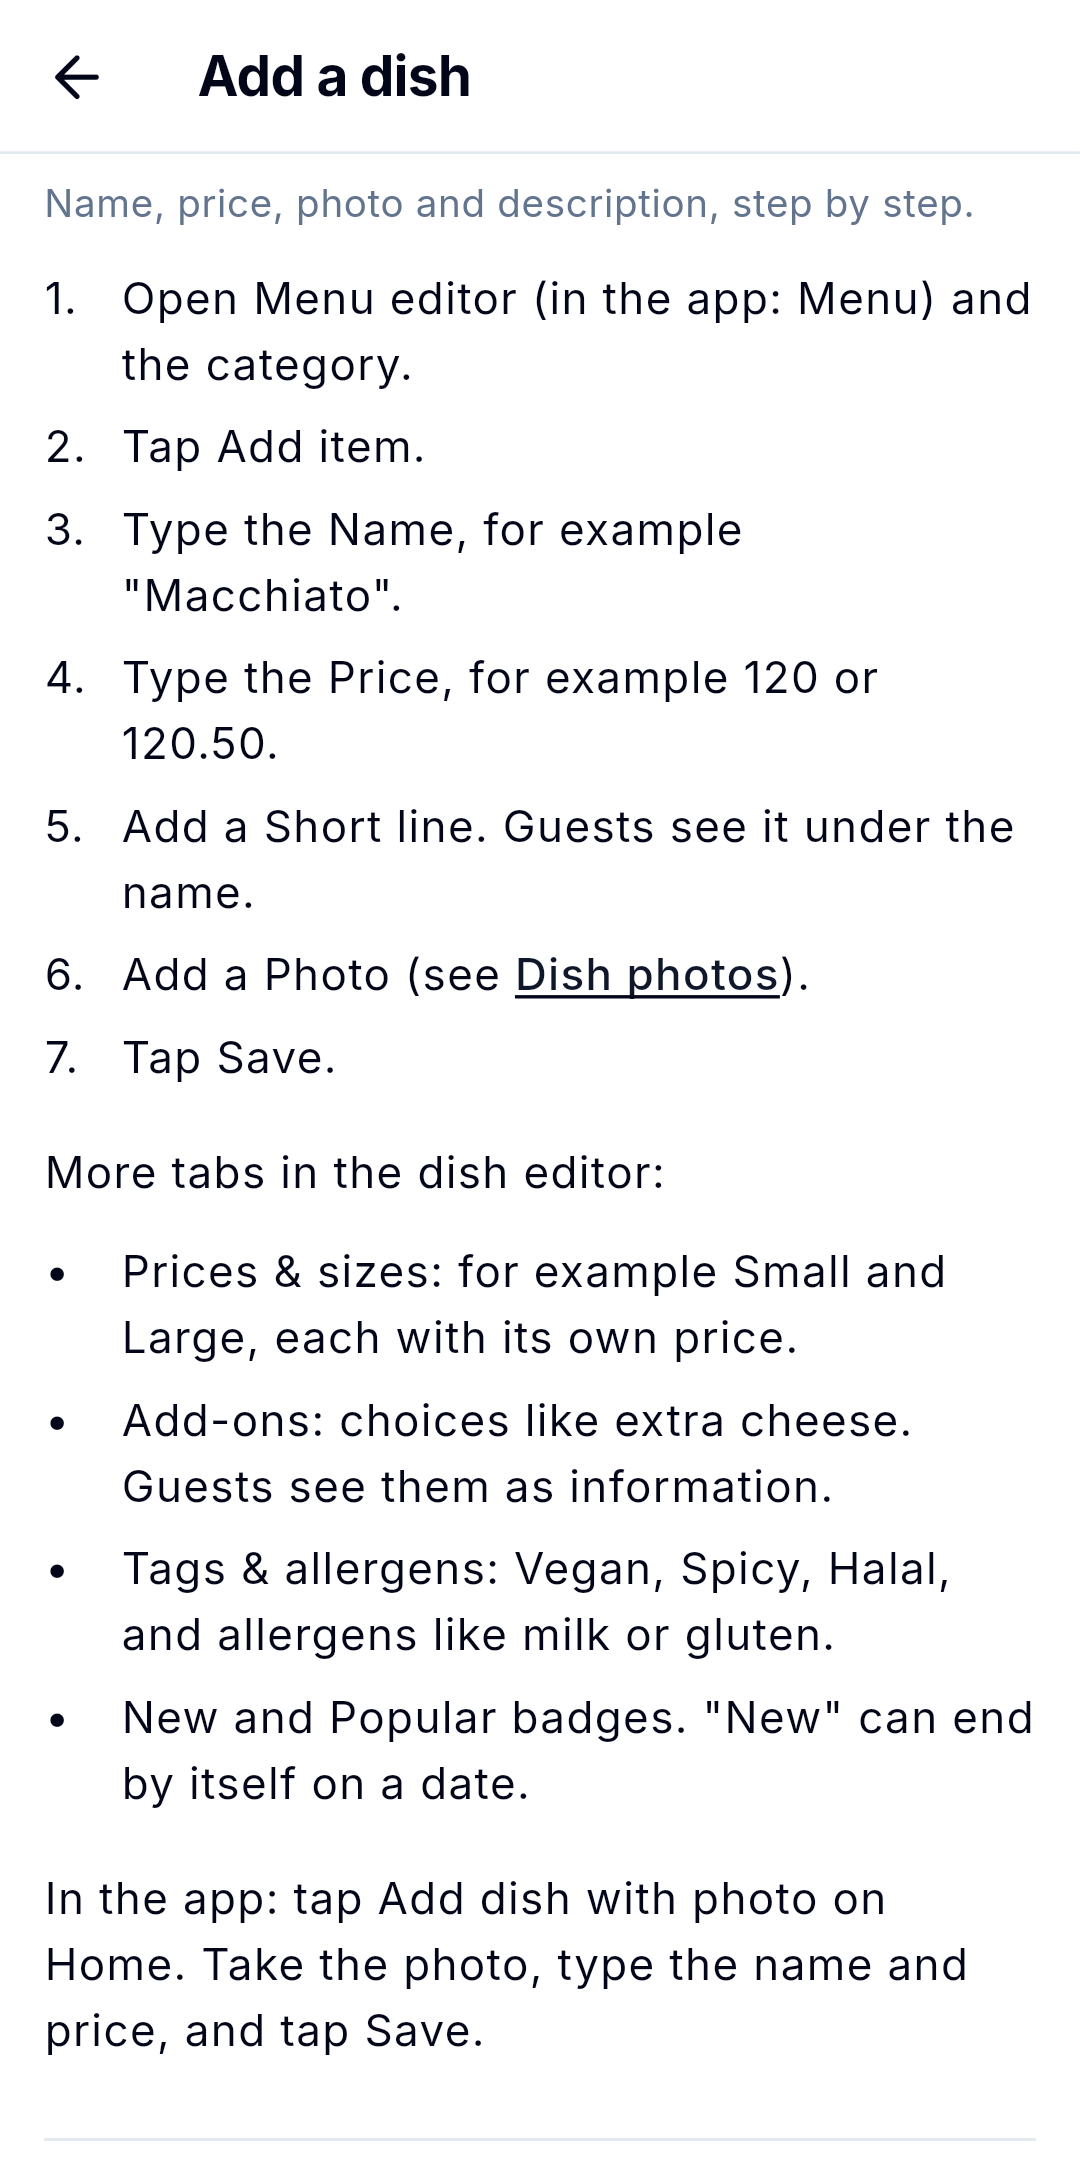 Add a dish
Name, price, photo and description, step by step.
1. Open Menu editor (in the app: Menu) and
the category.
2. Tap Add item.
3. Type the Name, for example
"Macchiato".
4. Type the Price, for example 120 or
120.50.
5. Add a Short line. Guests see it under the
name.
6. Add a Photo (see Dish photos).
7. Tap Save.
More tabs in the dish editor:
• Prices & sizes: for example Small and
Large, each with its own price.
• Add-ons: choices like extra cheese.
Guests see them as information.
• Tags & allergens: Vegan, Spicy, Halal,
and allergens like milk or gluten.
• New and Popular badges. "New" can end
by itself on a date.
In the app: tap Add dish with photo on
Home. Take the photo, type the name and
price, and tap Save.